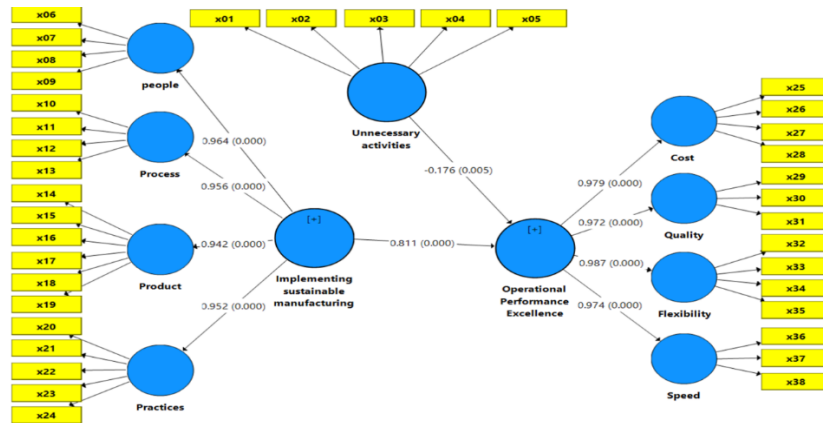 x06
x07
x08
x09
x10
x11
x12
x13
x14
x15
x16
x17
x18
x19
x20
x21
x22
x23
x24
people
Process
Product
Practices
0.964 (0.000)
0.956 (0.000)
0.942 (0.000)
0.952 (0.000)
[+]
Implementing
sustainable
manufacturing
x01
x02
x03
x04
x05
Unnecessary
activities
-0.176 (0.005)
0.811 (0.000)
[+]
Operational
Performance
Excellence
0.979 (0.000)
0.972 (0.000)
0.987 (0.000)
0.974 (0.000)
Cost
Quality
Flexibility
Speed
x25
x26
x27
x28
x29
x30
x31
x32
x33
x34
x35
x36
x37
x38